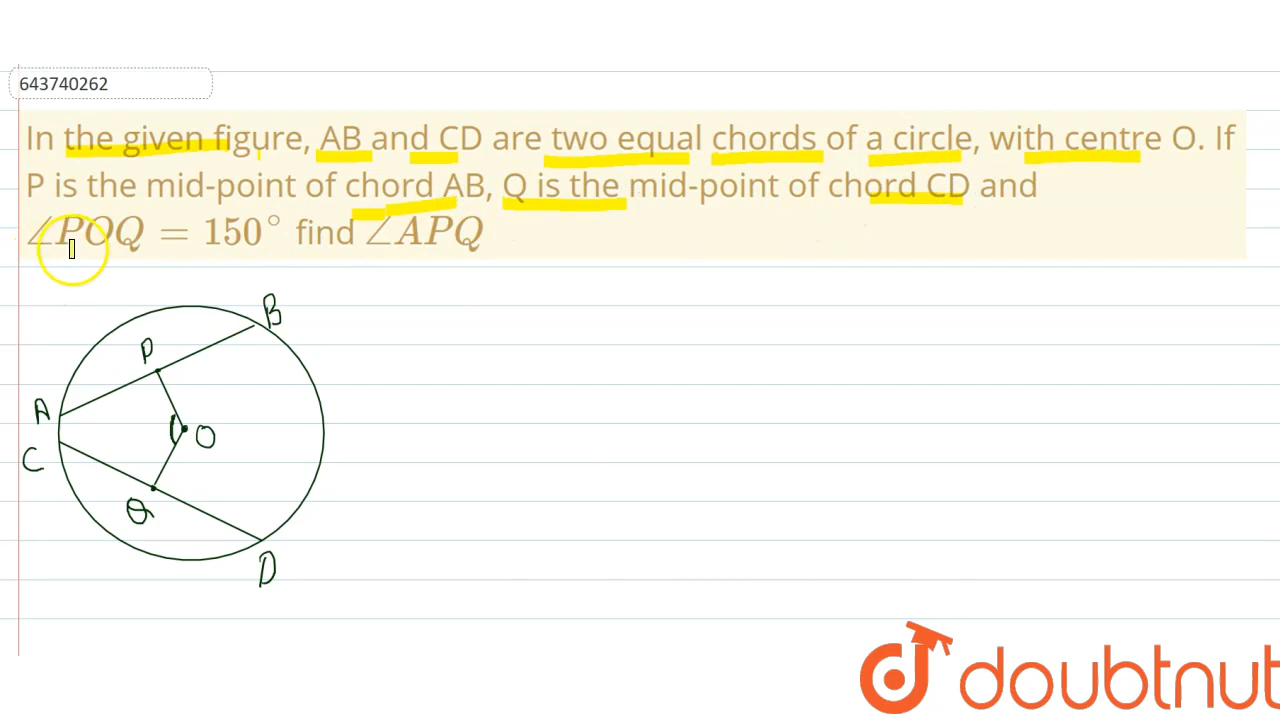 643740262
In the given figure, AB and CD are two equal chords of a circle, with centre O. If
P is the mid-point of chord AB, Q is the mid-point of chord CD and
∠POQ = 150° find ∠APQ
B
P
A
O
C
Q
D
doubtnut